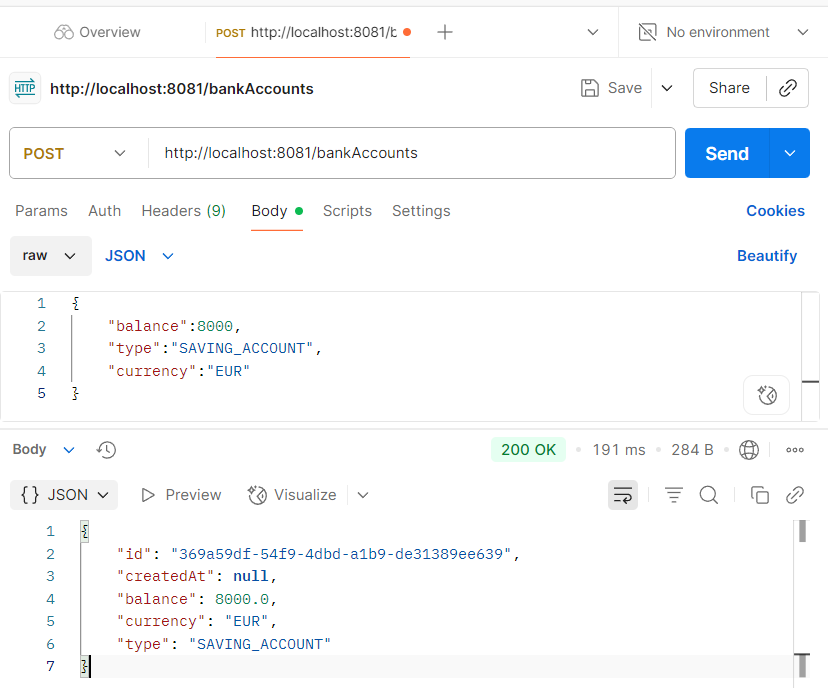 Overview
POST http://localhost:8081/b
No environment
HTTP http://localhost:8081/bankAccounts
Save
Share
POST
http://localhost:8081/bankAccounts
Send
Params Auth Headers (9) Body Scripts Settings Cookies
raw JSON Beautify
1 {
2 "balance":8000,
3 "type":"SAVING_ACCOUNT",
4 "currency":"EUR"
5 }
Body 200 OK 191 ms 284 B
{} JSON Preview Visualize
1 {
2 "id": "369a59df-54f9-4dbd-a1b9-de31389ee639",
3 "createdAt": null,
4 "balance": 8000.0,
5 "currency": "EUR",
6 "type": "SAVING_ACCOUNT"
7 }